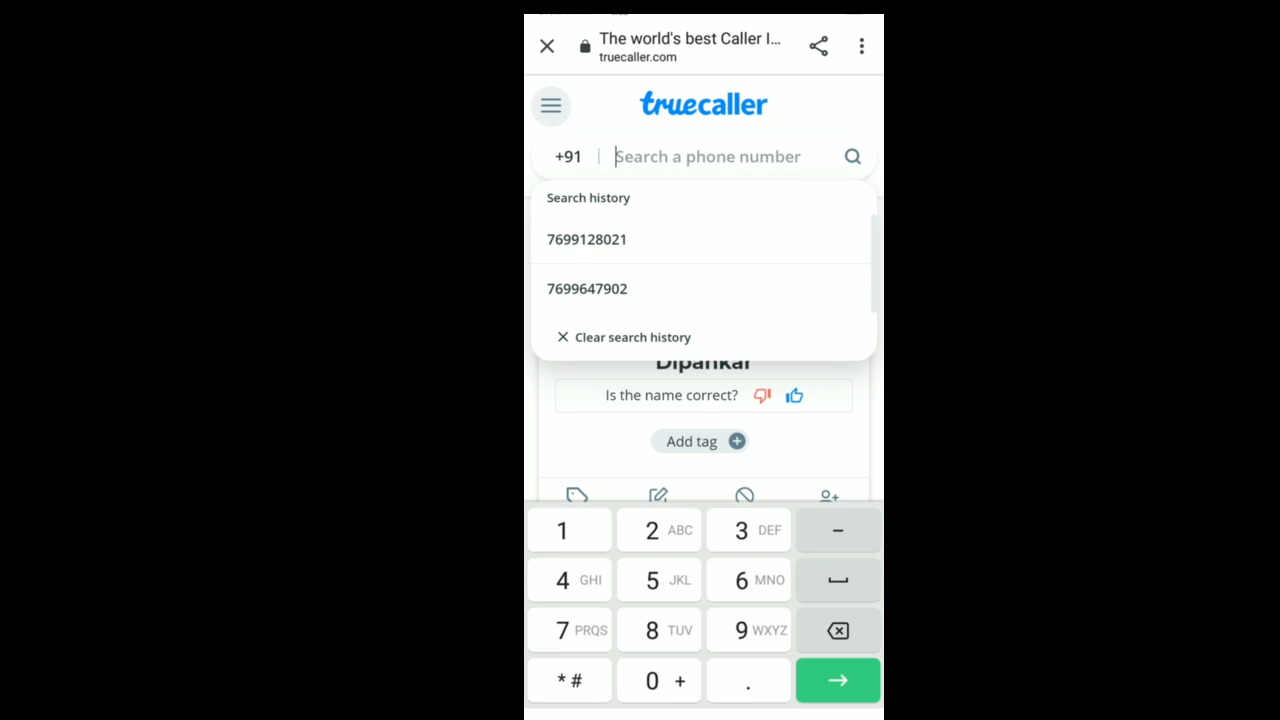 The world's best Caller I...
truecaller.com
truecaller
+91 Search a phone number
Search history
7699128021
7699647902
Clear search history
Dipankar
Is the name correct?
Add tag
1 2 ABC 3 DEF -
4 GHI 5 JKL 6 MNO
7 PRQS 8 TUV 9 WXYZ
* # 0 + .